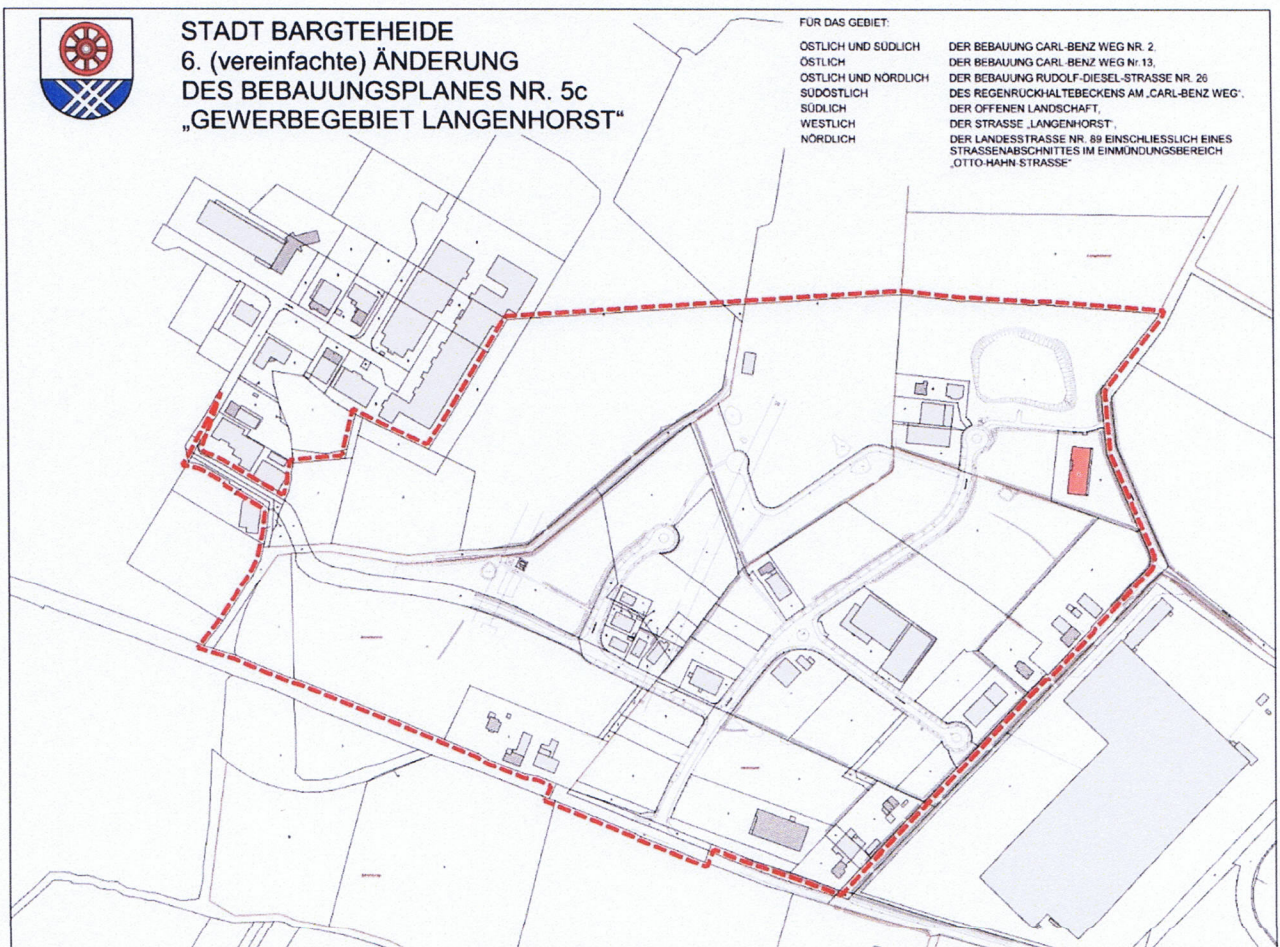 STADT BARGTEHEIDE
6. (vereinfachte) ÄNDERUNG
DES BEBAUUNGSPLANES NR. 5c
„GEWERBEGEBIET LANGENHORST“
FÜR DAS GEBIET:
ÖSTLICH UND SÜDLICH DER BEBAUUNG CARL-BENZ WEG NR. 2,
ÖSTLICH DER BEBAUUNG CARL-BENZ WEG Nr.13,
ÖSTLICH UND NÖRDLICH DER BEBAUUNG RUDOLF-DIESEL-STRASSE NR. 26
SÜDÖSTLICH DES REGENRÜCKHALTEBECKENS AM „CARL-BENZ WEG“,
SÜDLICH DER OFFENEN LANDSCHAFT,
WESTLICH DER STRASSE „LANGENHORST“,
NÖRDLICH DER LANDESSTRASSE NR. 89 EINSCHLIESSLICH EINES
STRASSENABSCHNITTES IM EINMÜNDUNGSBEREICH
„OTTO-HAHN-STRASSE“